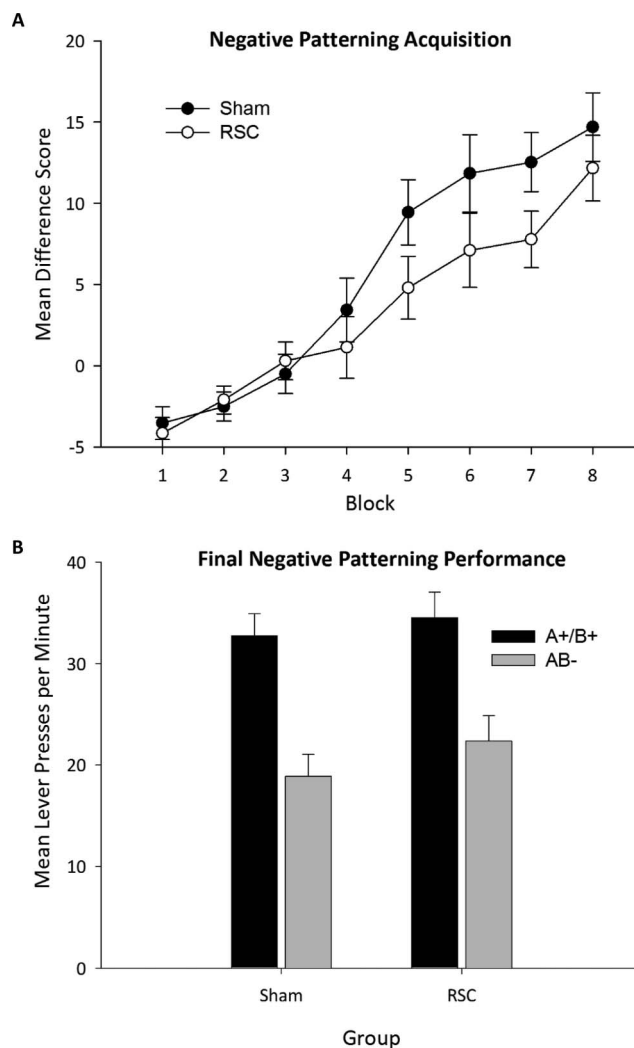 A
Negative Patterning Acquisition
20
15
10
5
0
-5
Mean Difference Score
Sham
RSC
1 2 3 4 5 6 7 8
Block
B
Final Negative Patterning Performance
40
30
20
10
0
Mean Lever Presses per Minute
A+/B+
AB-
Sham RSC
Group